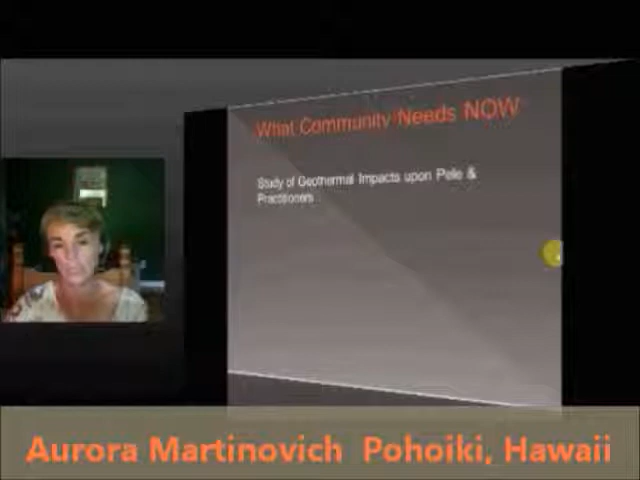 What Community Needs NOW
Study of Geothermal Impacts upon Pele &
Practitioners
Aurora Martinovich Pohoiki, Hawaii